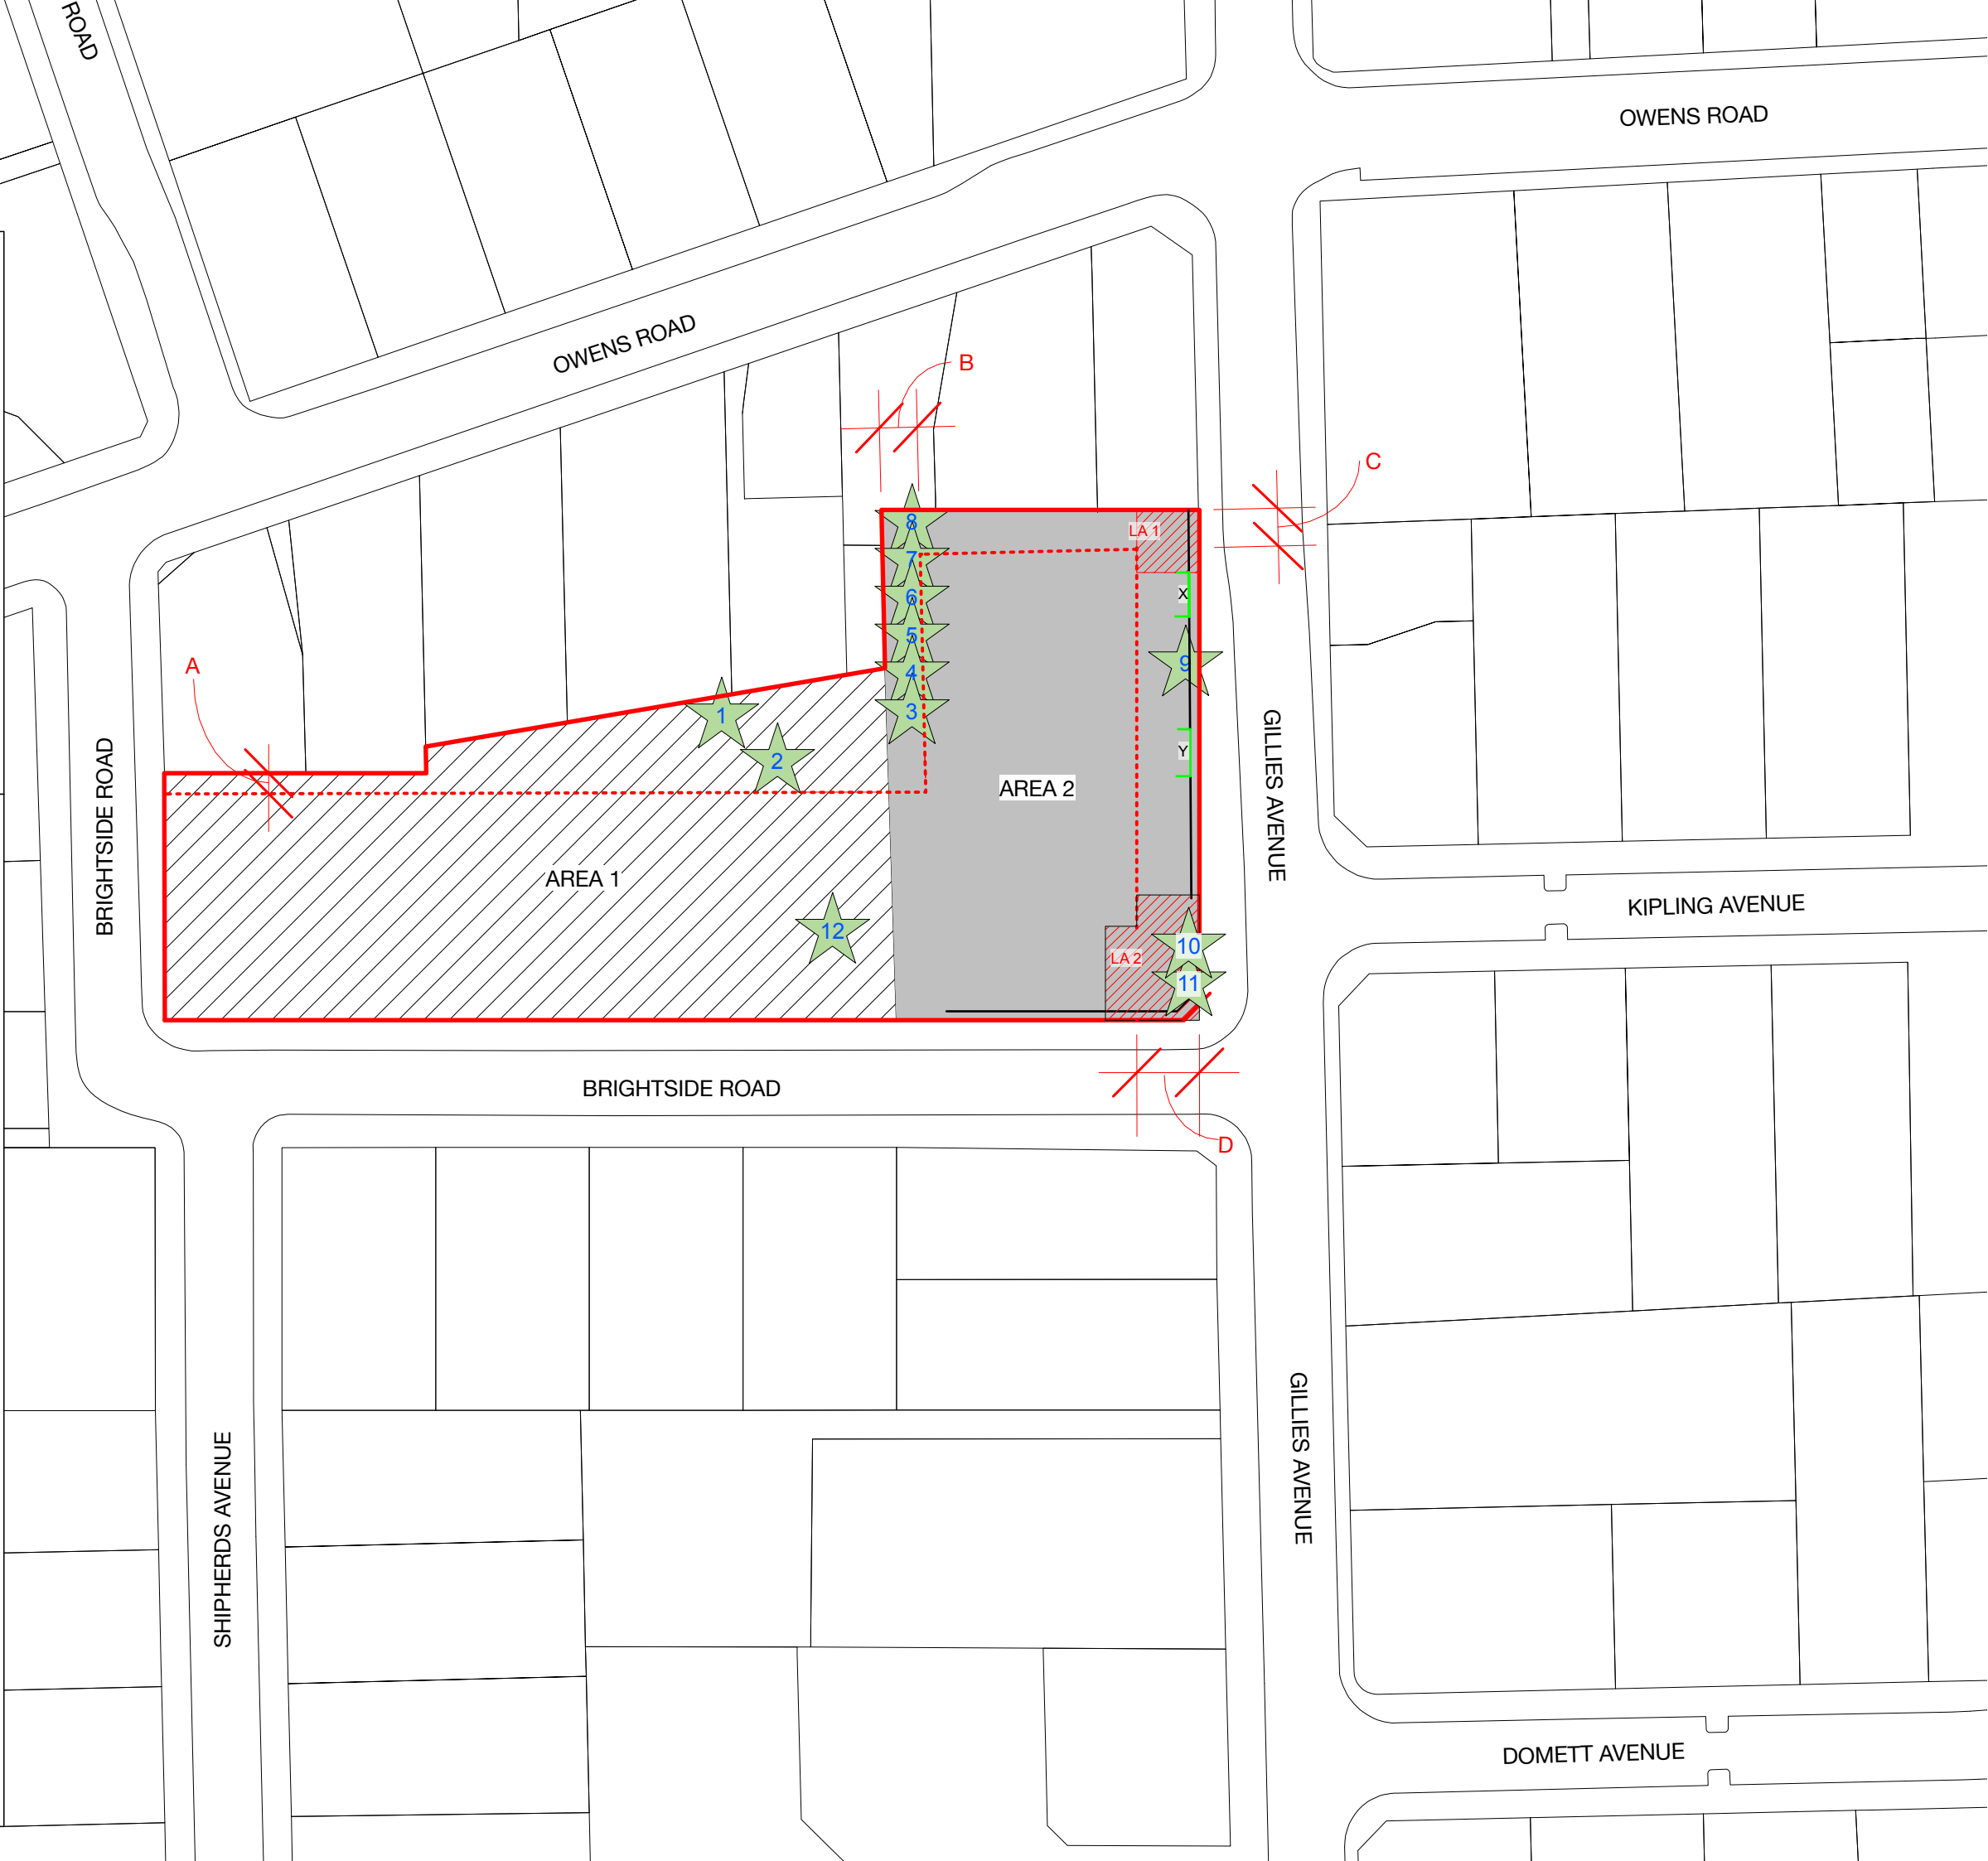 ROAD
OWENS ROAD
OWENS ROAD
B
C
8
LA 1
7
X
6
5
9
A
4
3
1
Y
2
AREA 2
BRIGHTSIDE ROAD
GILLIES AVENUE
AREA 1
KIPLING AVENUE
12
10
LA 2
11
BRIGHTSIDE ROAD
D
GILLIES AVENUE
SHIPHERDS AVENUE
DOMETT AVENUE